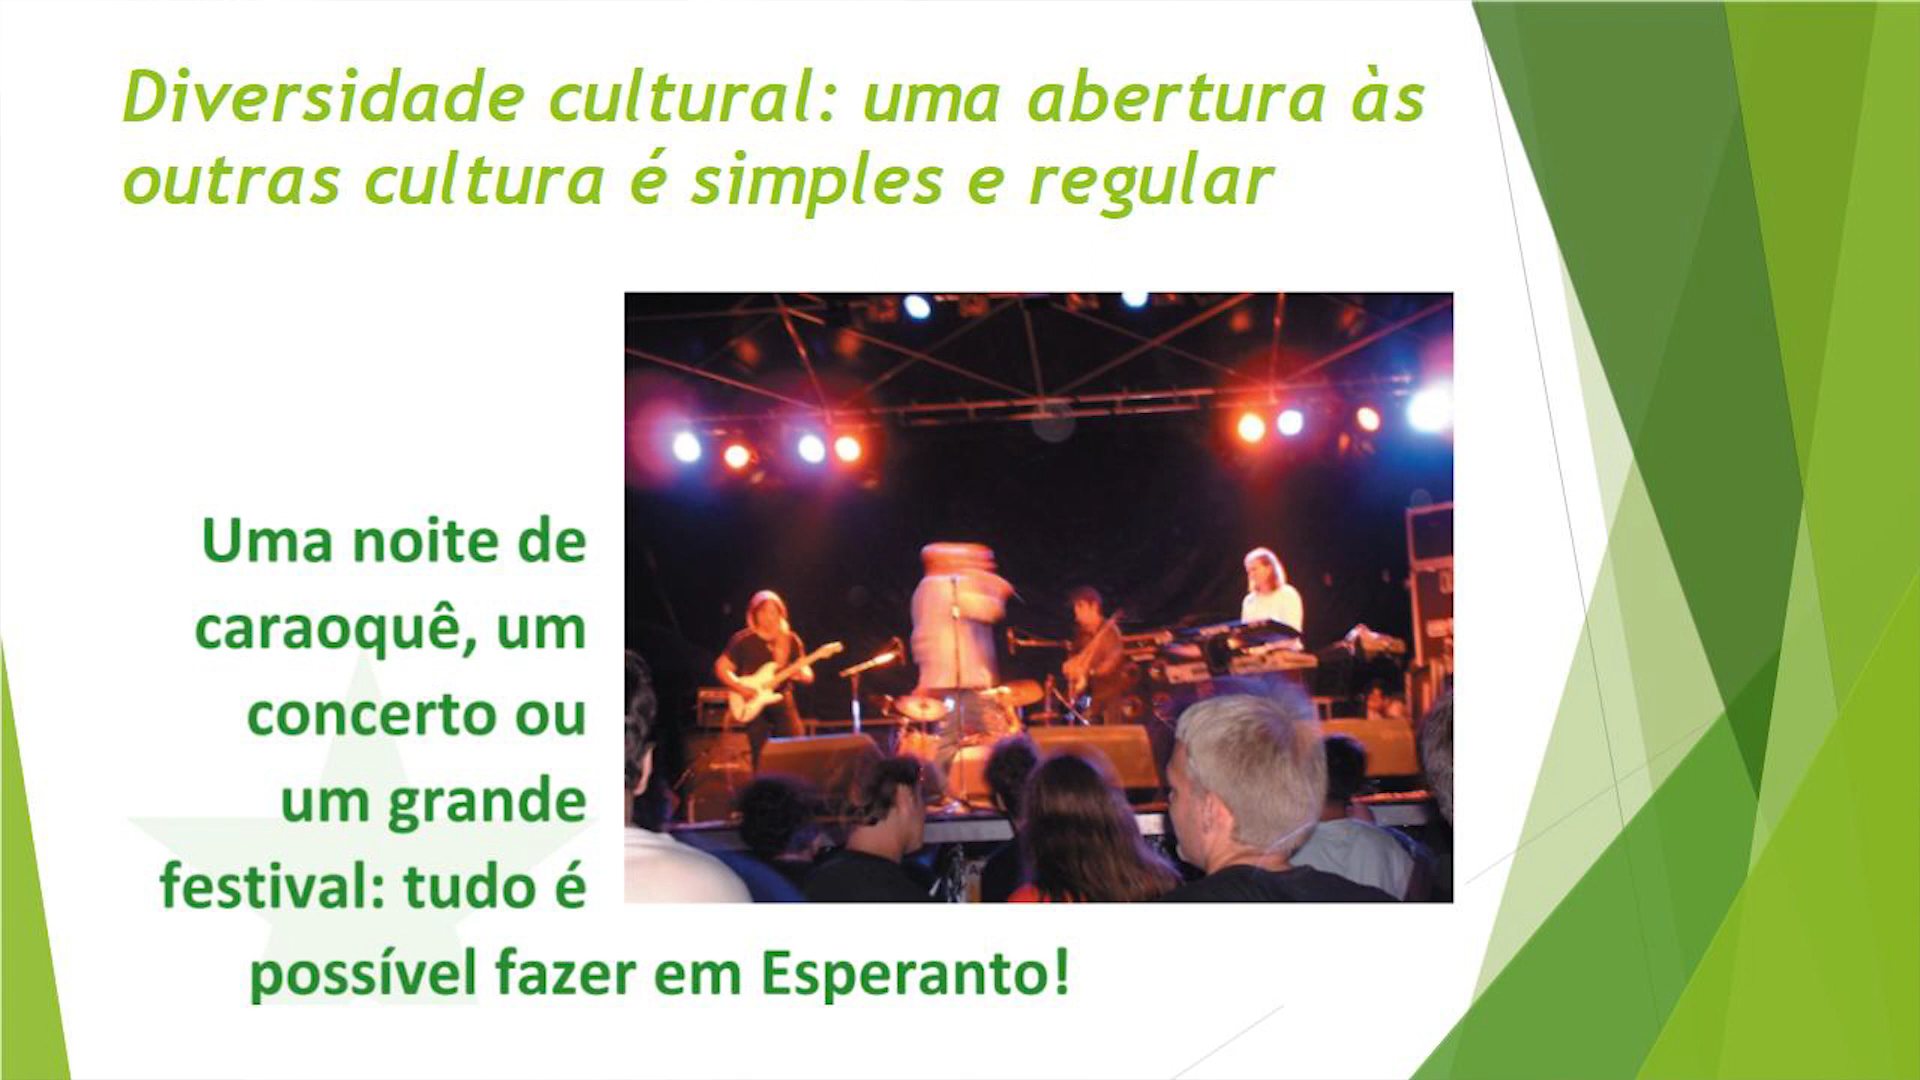 Diversidade cultural: uma abertura às
outras cultura é simples e regular
Uma noite de
caraoquê, um
concerto ou
um grande
festival: tudo é
possível fazer em Esperanto!